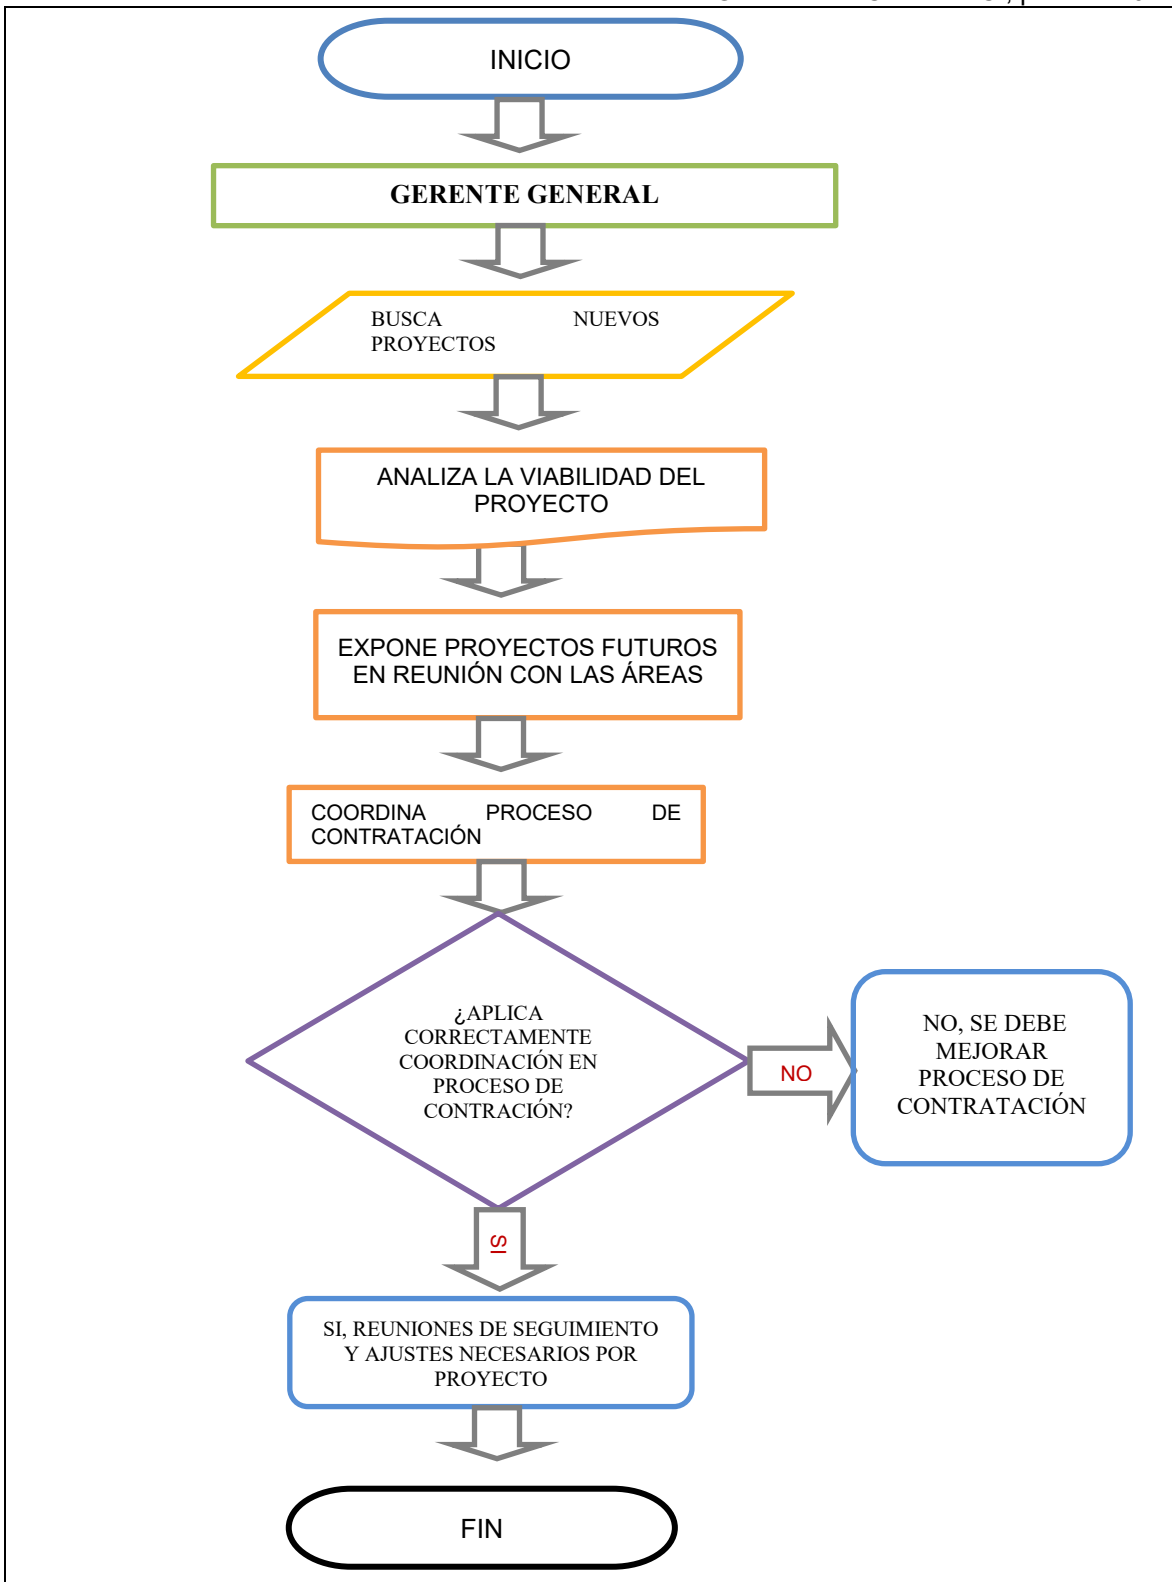 INICIO
GERENTE GENERAL
BUSCA NUEVOS
PROYECTOS
ANALIZA LA VIABILIDAD DEL
PROYECTO
EXPONE PROYECTOS FUTUROS
EN REUNIÓN CON LAS ÁREAS
COORDINA PROCESO DE
CONTRATACIÓN
¿APLICA
CORRECTAMENTE
COORDINACIÓN EN
PROCESO DE
CONTRACIÓN?
NO
NO, SE DEBE
MEJORAR
PROCESO DE
CONTRATACIÓN
SI
SI, REUNIONES DE SEGUIMIENTO
Y AJUSTES NECESARIOS POR
PROYECTO
FIN